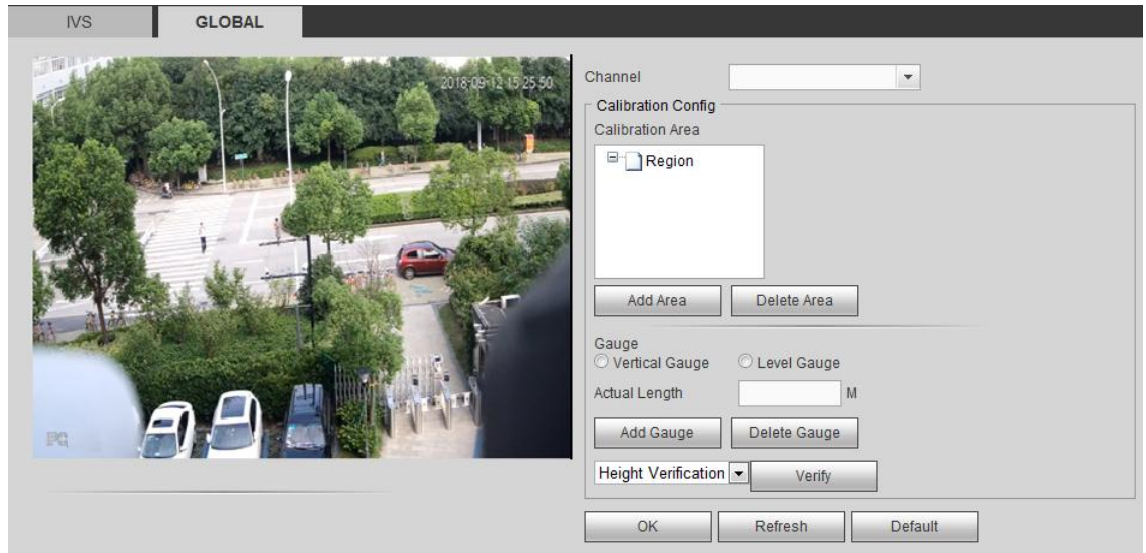 IVS
GLOBAL
2018-09-12 15:25:50
Channel
Calibration Config
Calibration Area
Region
Add Area
Delete Area
Gauge
Vertical Gauge
Level Gauge
Actual Length
M
Add Gauge
Delete Gauge
Height Verification
Verify
OK
Refresh
Default